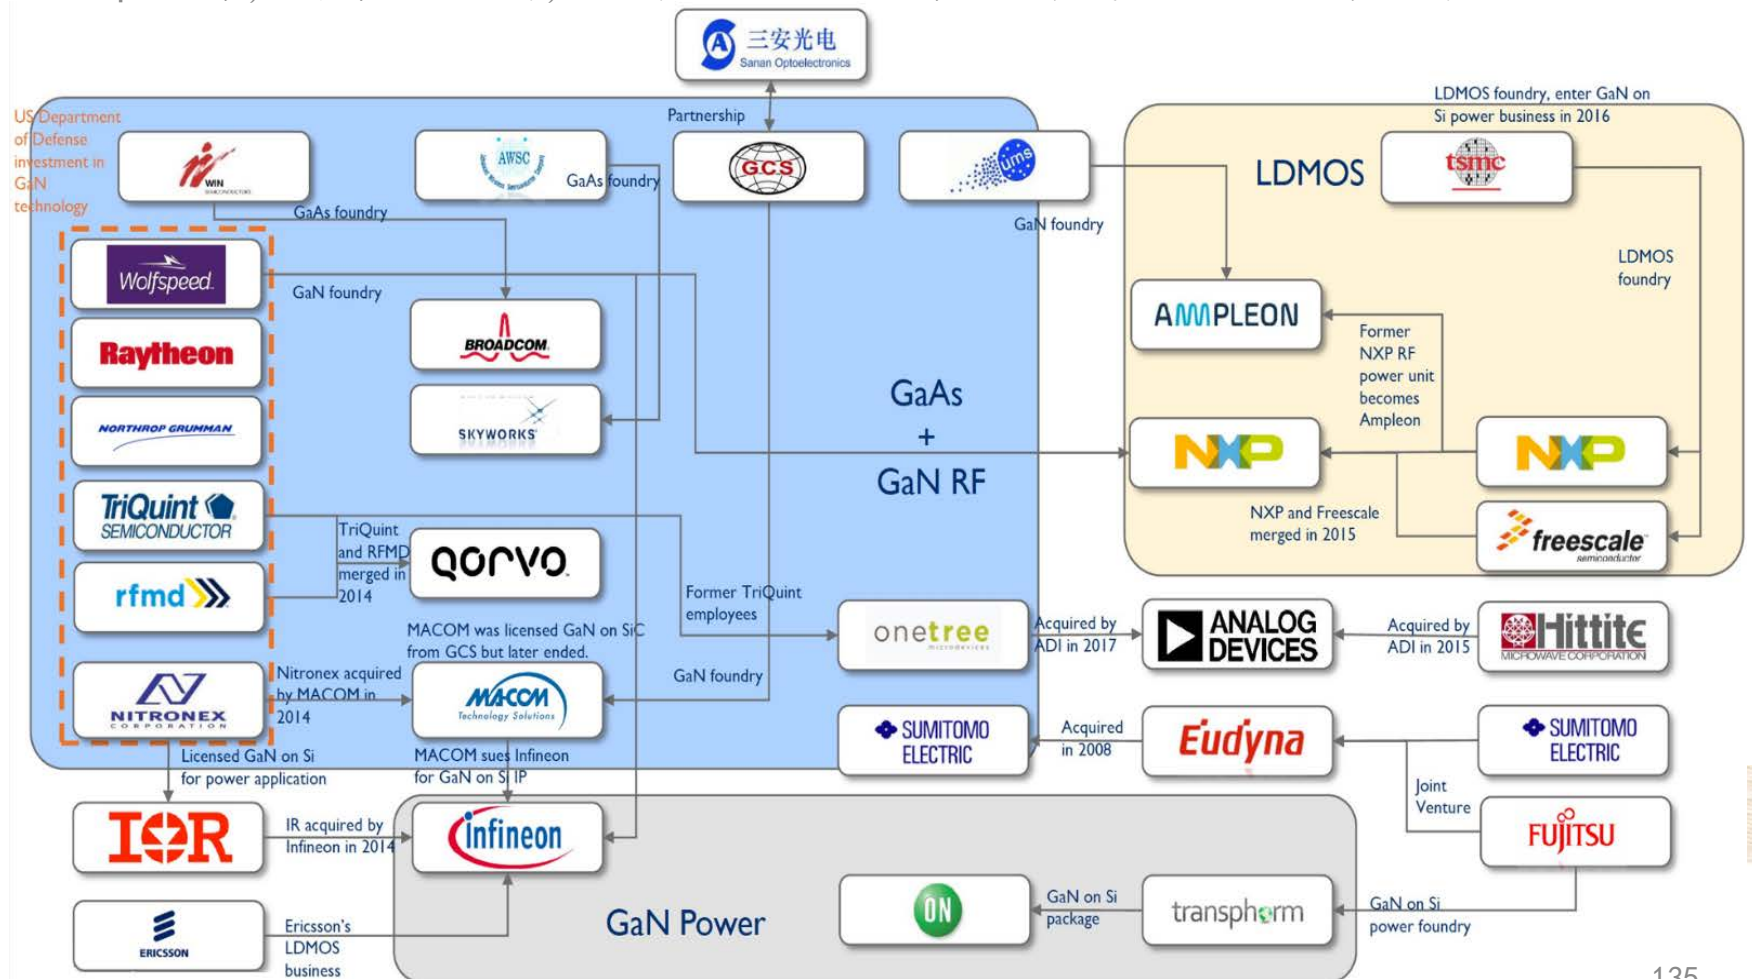 三安光电
Sanan Optoelectronics
LDMOS foundry, enter GaN on
Si power business in 2016
US Department
of Defense
investment in
GaN
technology
Partnership
WIN
SEMICONDUCTORS
AWSC
GaAs foundry
G.C.S
ums
LDMOS
tsmc
GaAs foundry
GaN foundry
Wolfspeed
GaN foundry
LDMOS
foundry
BROADCOM
AMPLEON
Raytheon
Former
NXP RF
power unit
becomes
Ampleon
GaAs
+
GaN RF
NORTHROP GRUMMAN
SKYWORKS
NXP
NXP
TriQuint
SEMICONDUCTOR
TriQuint
and RFMD
merged in
2014
QORVO
NXP and Freescale
merged in 2015
freescale
semiconductor
rfmd
Former TriQuint
employees
MACOM was licensed GaN on SiC
from GCS but later ended.
onetree
microdevices
Acquired by
ADI in 2017
ANALOG
DEVICES
Acquired by
ADI in 2015
Hittite
MICROWAVE CORPORATION
NITRONEX
CORPORATION
Nitronex acquired
by MACOM in
2014
MACOM
Technology Solutions
GaN foundry
SUMITOMO
ELECTRIC
Acquired
in 2008
Eudyna
SUMITOMO
ELECTRIC
Licensed GaN on Si
for power application
MACOM sues Infineon
for GaN on Si IP
Joint
Venture
IOR
IR acquired by
Infineon in 2014
infineon
FUJITSU
GaN Power
ON
GaN on Si
package
transphorm
GaN on Si
power foundry
ERICSSON
Ericsson's
LDMOS
business
135